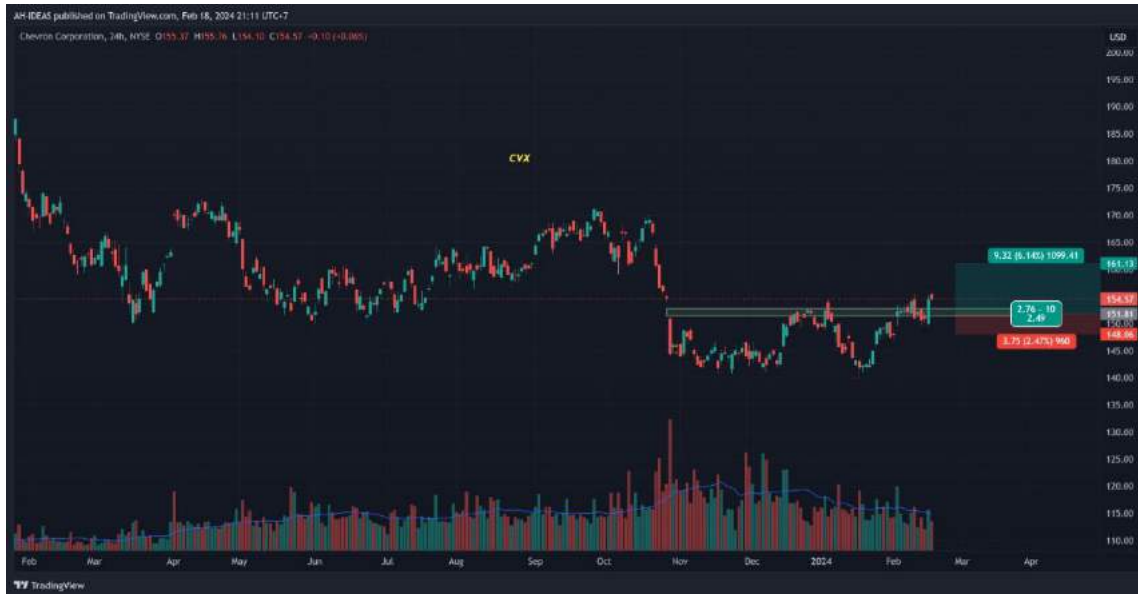 AH-IDEAS published on TradingView.com, Feb 18, 2024 21:11 UTC+7
Chevron Corporation, 24h, NYSE O155.37 H155.76 L154.10 C154.57 -0.10 (-0.06%)
USD
200.00
195.00
190.00
185.00
CVX
180.00
175.00
170.00
165.00
9.32 (6.14%) 1099.41
161.13
154.57
2.76 - 10
2.49
151.81
150.00
148.06
3.75 (2.47%) 960
145.00
140.00
135.00
130.00
125.00
120.00
115.00
110.00
Feb Mar Apr May Jun Jul Aug Sep Oct Nov Dec 2024 Feb Mar Apr
TradingView